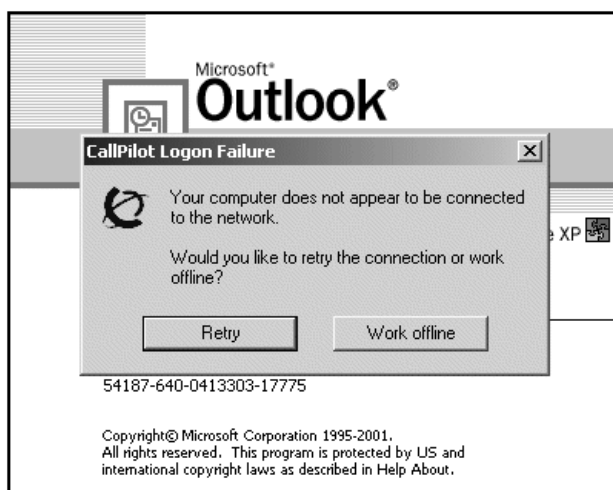 Microsoft®
Outlook®
CallPilot Logon Failure
Your computer does not appear to be connected
to the network.
Would you like to retry the connection or work
offline?
XP
Retry
Work offline
54187-640-0413303-17775
Copyright© Microsoft Corporation 1995-2001.
All rights reserved. This program is protected by US and
international copyright laws as described in Help About.